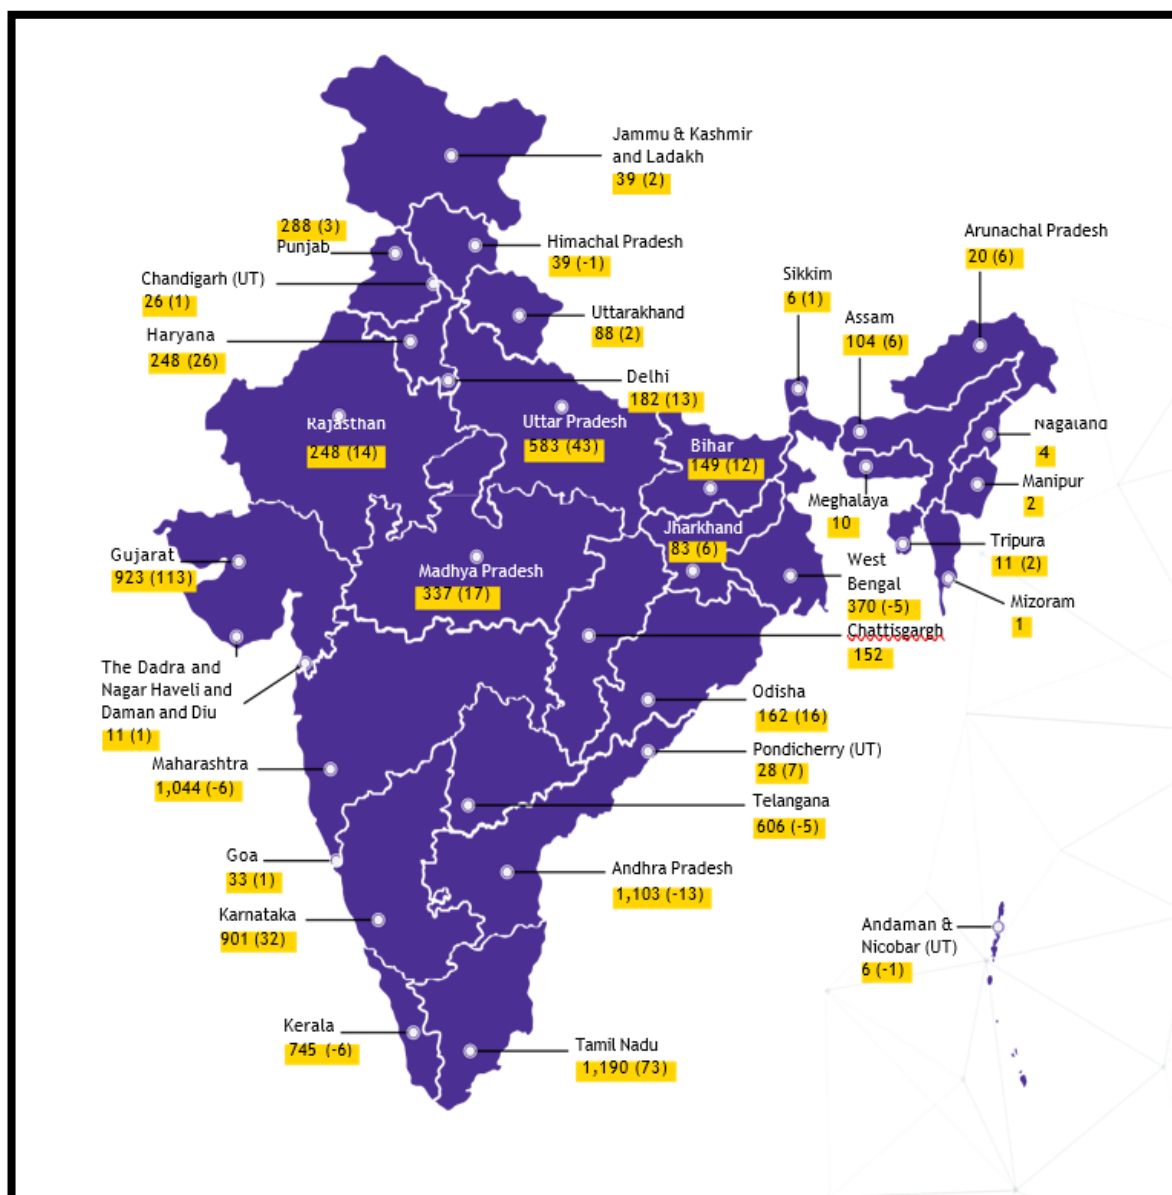 Jammu & Kashmir
and Ladakh
39 (2)
288 (3)
Punjab
Himachal Pradesh
39 (-1)
Arunachal Pradesh
20 (6)
Chandigarh (UT)
26 (1)
Sikkim
6 (1)
Uttarakhand
88 (2)
Assam
104 (6)
Haryana
248 (26)
Delhi
182 (13)
Rajasthan
248 (14)
Uttar Pradesh
583 (43)
Bihar
149 (12)
Nagaland
4
Manipur
2
Meghalaya
10
Jharkhand
83 (6)
Tripura
11 (2)
Gujarat
923 (113)
Madhya Pradesh
337 (17)
West
Bengal
370 (-5)
Mizoram
1
Chattisgargh
152
The Dadra and
Nagar Haveli and
Daman and Diu
11 (1)
Odisha
162 (16)
Pondicherry (UT)
28 (7)
Maharashtra
1,044 (-6)
Telangana
606 (-5)
Goa
33 (1)
Andhra Pradesh
1,103 (-13)
Karnataka
901 (32)
Andaman &
Nicobar (UT)
6 (-1)
Kerala
745 (-6)
Tamil Nadu
1,190 (73)